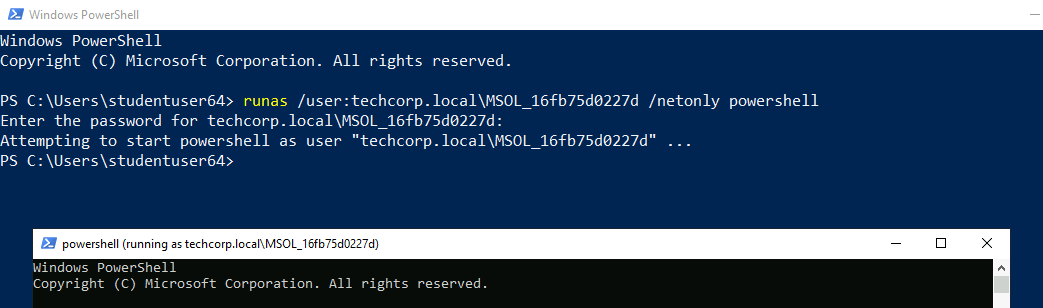 Windows PowerShell
Windows PowerShell
Copyright (C) Microsoft Corporation. All rights reserved.
PS C:\Users\studentuser64> runas /user:techcorp.local\MSOL_16fb75d0227d /netonly powershell
Enter the password for techcorp.local\MSOL_16fb75d0227d:
Attempting to start powershell as user "techcorp.local\MSOL_16fb75d0227d" ...
PS C:\Users\studentuser64>
powershell (running as techcorp.local\MSOL_16fb75d0227d)
Windows PowerShell
Copyright (C) Microsoft Corporation. All rights reserved.